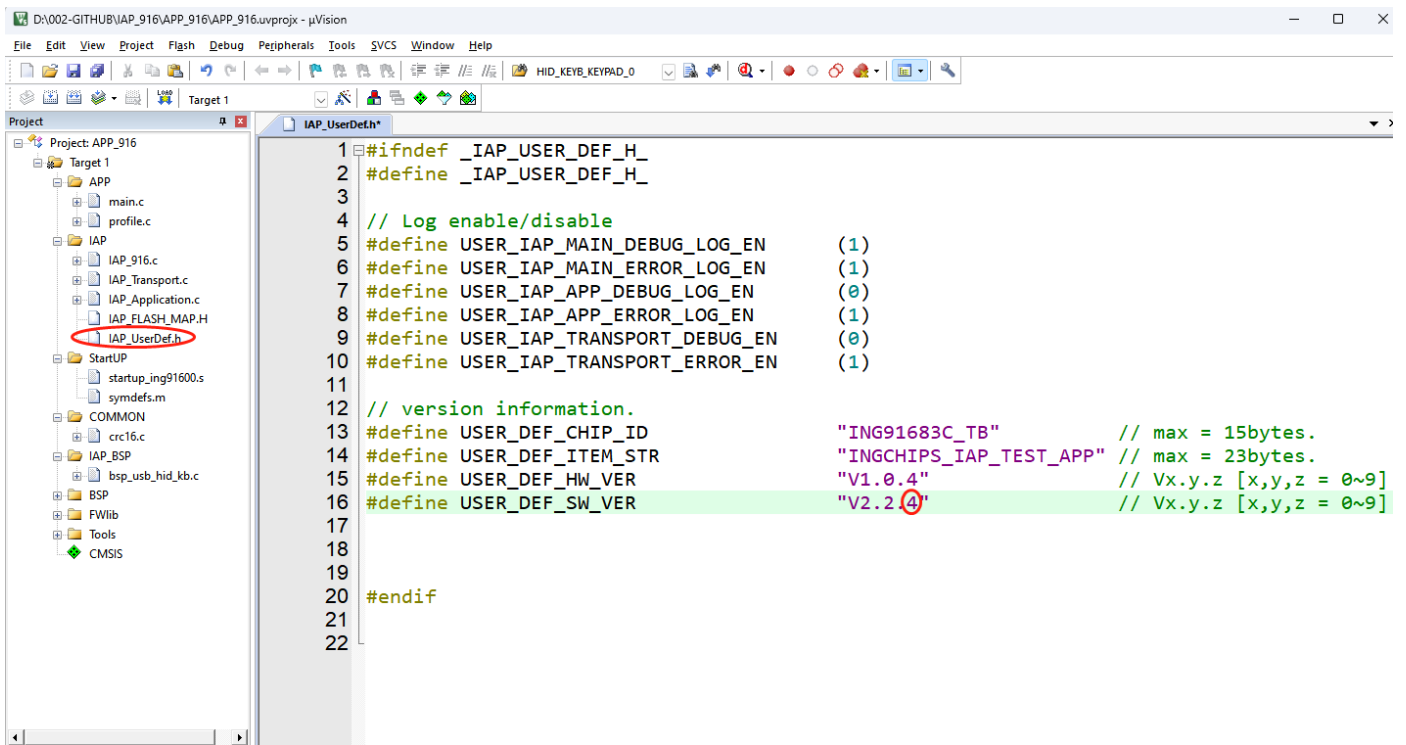 D:\002-GITHUB\IAP_916\APP_916\APP_916.uvprojx - µVision
File Edit View Project Flash Debug Peripherals Tools SVCS Window Help
HID_KEYB_KEYPAD_0
LOAD Target 1
Project
Project: APP_916
Target 1
APP
main.c
profile.c
IAP
IAP_916.c
IAP_Transport.c
IAP_Application.c
IAP_FLASH_MAP.H
IAP_UserDef.h
StartUP
startup_ing91600.s
symdefs.m
COMMON
crc16.c
IAP_BSP
bsp_usb_hid_kb.c
BSP
FWlib
Tools
CMSIS
IAP_UserDef.h*
1 #ifndef _IAP_USER_DEF_H_
2 #define _IAP_USER_DEF_H_
3
4 // Log enable/disable
5 #define USER_IAP_MAIN_DEBUG_LOG_EN (1)
6 #define USER_IAP_MAIN_ERROR_LOG_EN (1)
7 #define USER_IAP_APP_DEBUG_LOG_EN (0)
8 #define USER_IAP_APP_ERROR_LOG_EN (1)
9 #define USER_IAP_TRANSPORT_DEBUG_EN (0)
10 #define USER_IAP_TRANSPORT_ERROR_EN (1)
11
12 // version information.
13 #define USER_DEF_CHIP_ID "ING91683C_TB" // max = 15bytes.
14 #define USER_DEF_ITEM_STR "INGCHIPS_IAP_TEST_APP" // max = 23bytes.
15 #define USER_DEF_HW_VER "V1.0.4" // Vx.y.z [x,y,z = 0~9]
16 #define USER_DEF_SW_VER "V2.2.4" // Vx.y.z [x,y,z = 0~9]
17
18
19
20 #endif
21
22